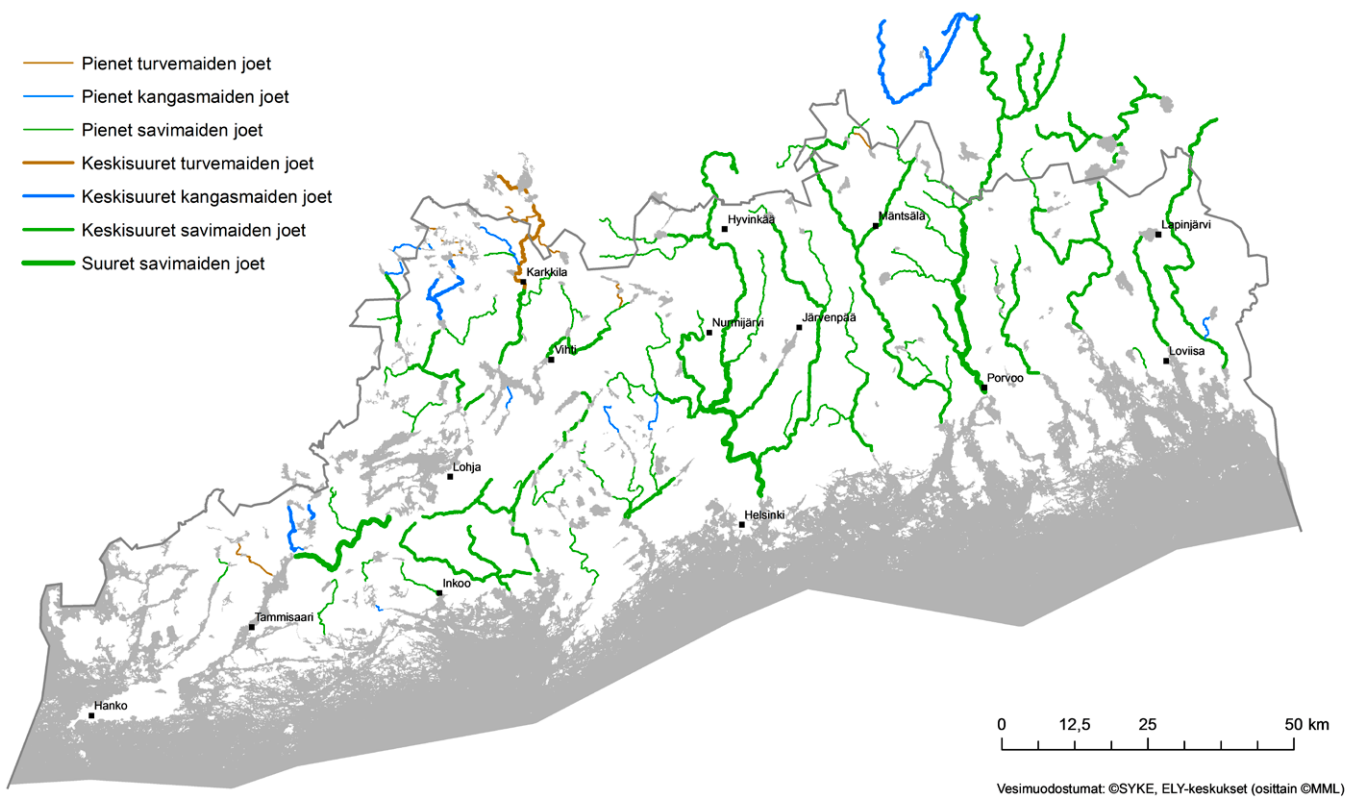 Pienet turvemaiden joet
Pienet kangasmaiden joet
Pienet savimaiden joet
Keskisuuret turvemaiden joet
Keskisuuret kangasmaiden joet
Keskisuuret savimaiden joet
Suuret savimaiden joet
Hyvinkää
Mäntsälä
Lapinjärvi
Karkkila
Nurmijärvi
Järvenpää
Vihti
Loviisa
Porvoo
Lohja
Helsinki
Inkoo
Tammisaari
Hanko
0 12,5 25 50 km
Vesimuodostumat: ©SYKE, ELY-keskukset (osittain ©MML)